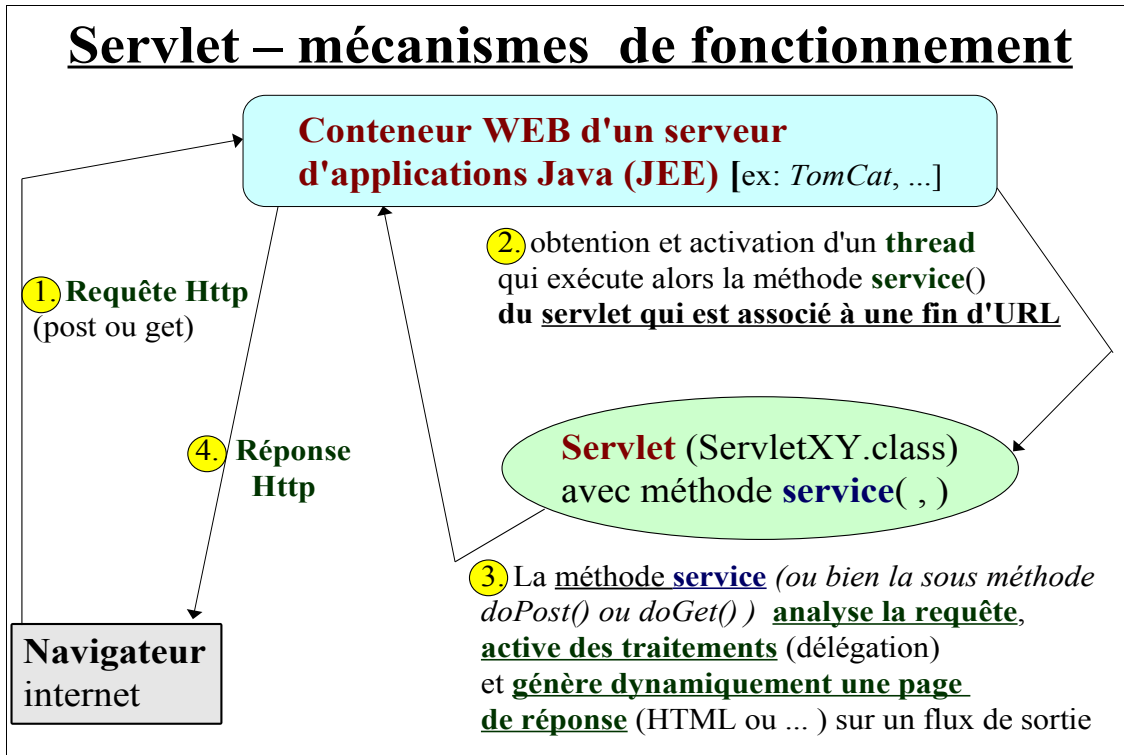 Servlet – mécanismes de fonctionnement
Conteneur WEB d'un serveur
d'applications Java (JEE) [ex: TomCat, ...]
1. Requête Http
(post ou get)
2. obtention et activation d'un thread
qui exécute alors la méthode service()
du servlet qui est associé à une fin d'URL
4. Réponse
Http
Servlet (ServletXY.class)
avec méthode service( , )
3. La méthode service (ou bien la sous méthode
doPost() ou doGet() ) analyse la requête,
active des traitements (délégation)
et génère dynamiquement une page
de réponse (HTML ou ... ) sur un flux de sortie
Navigateur
internet